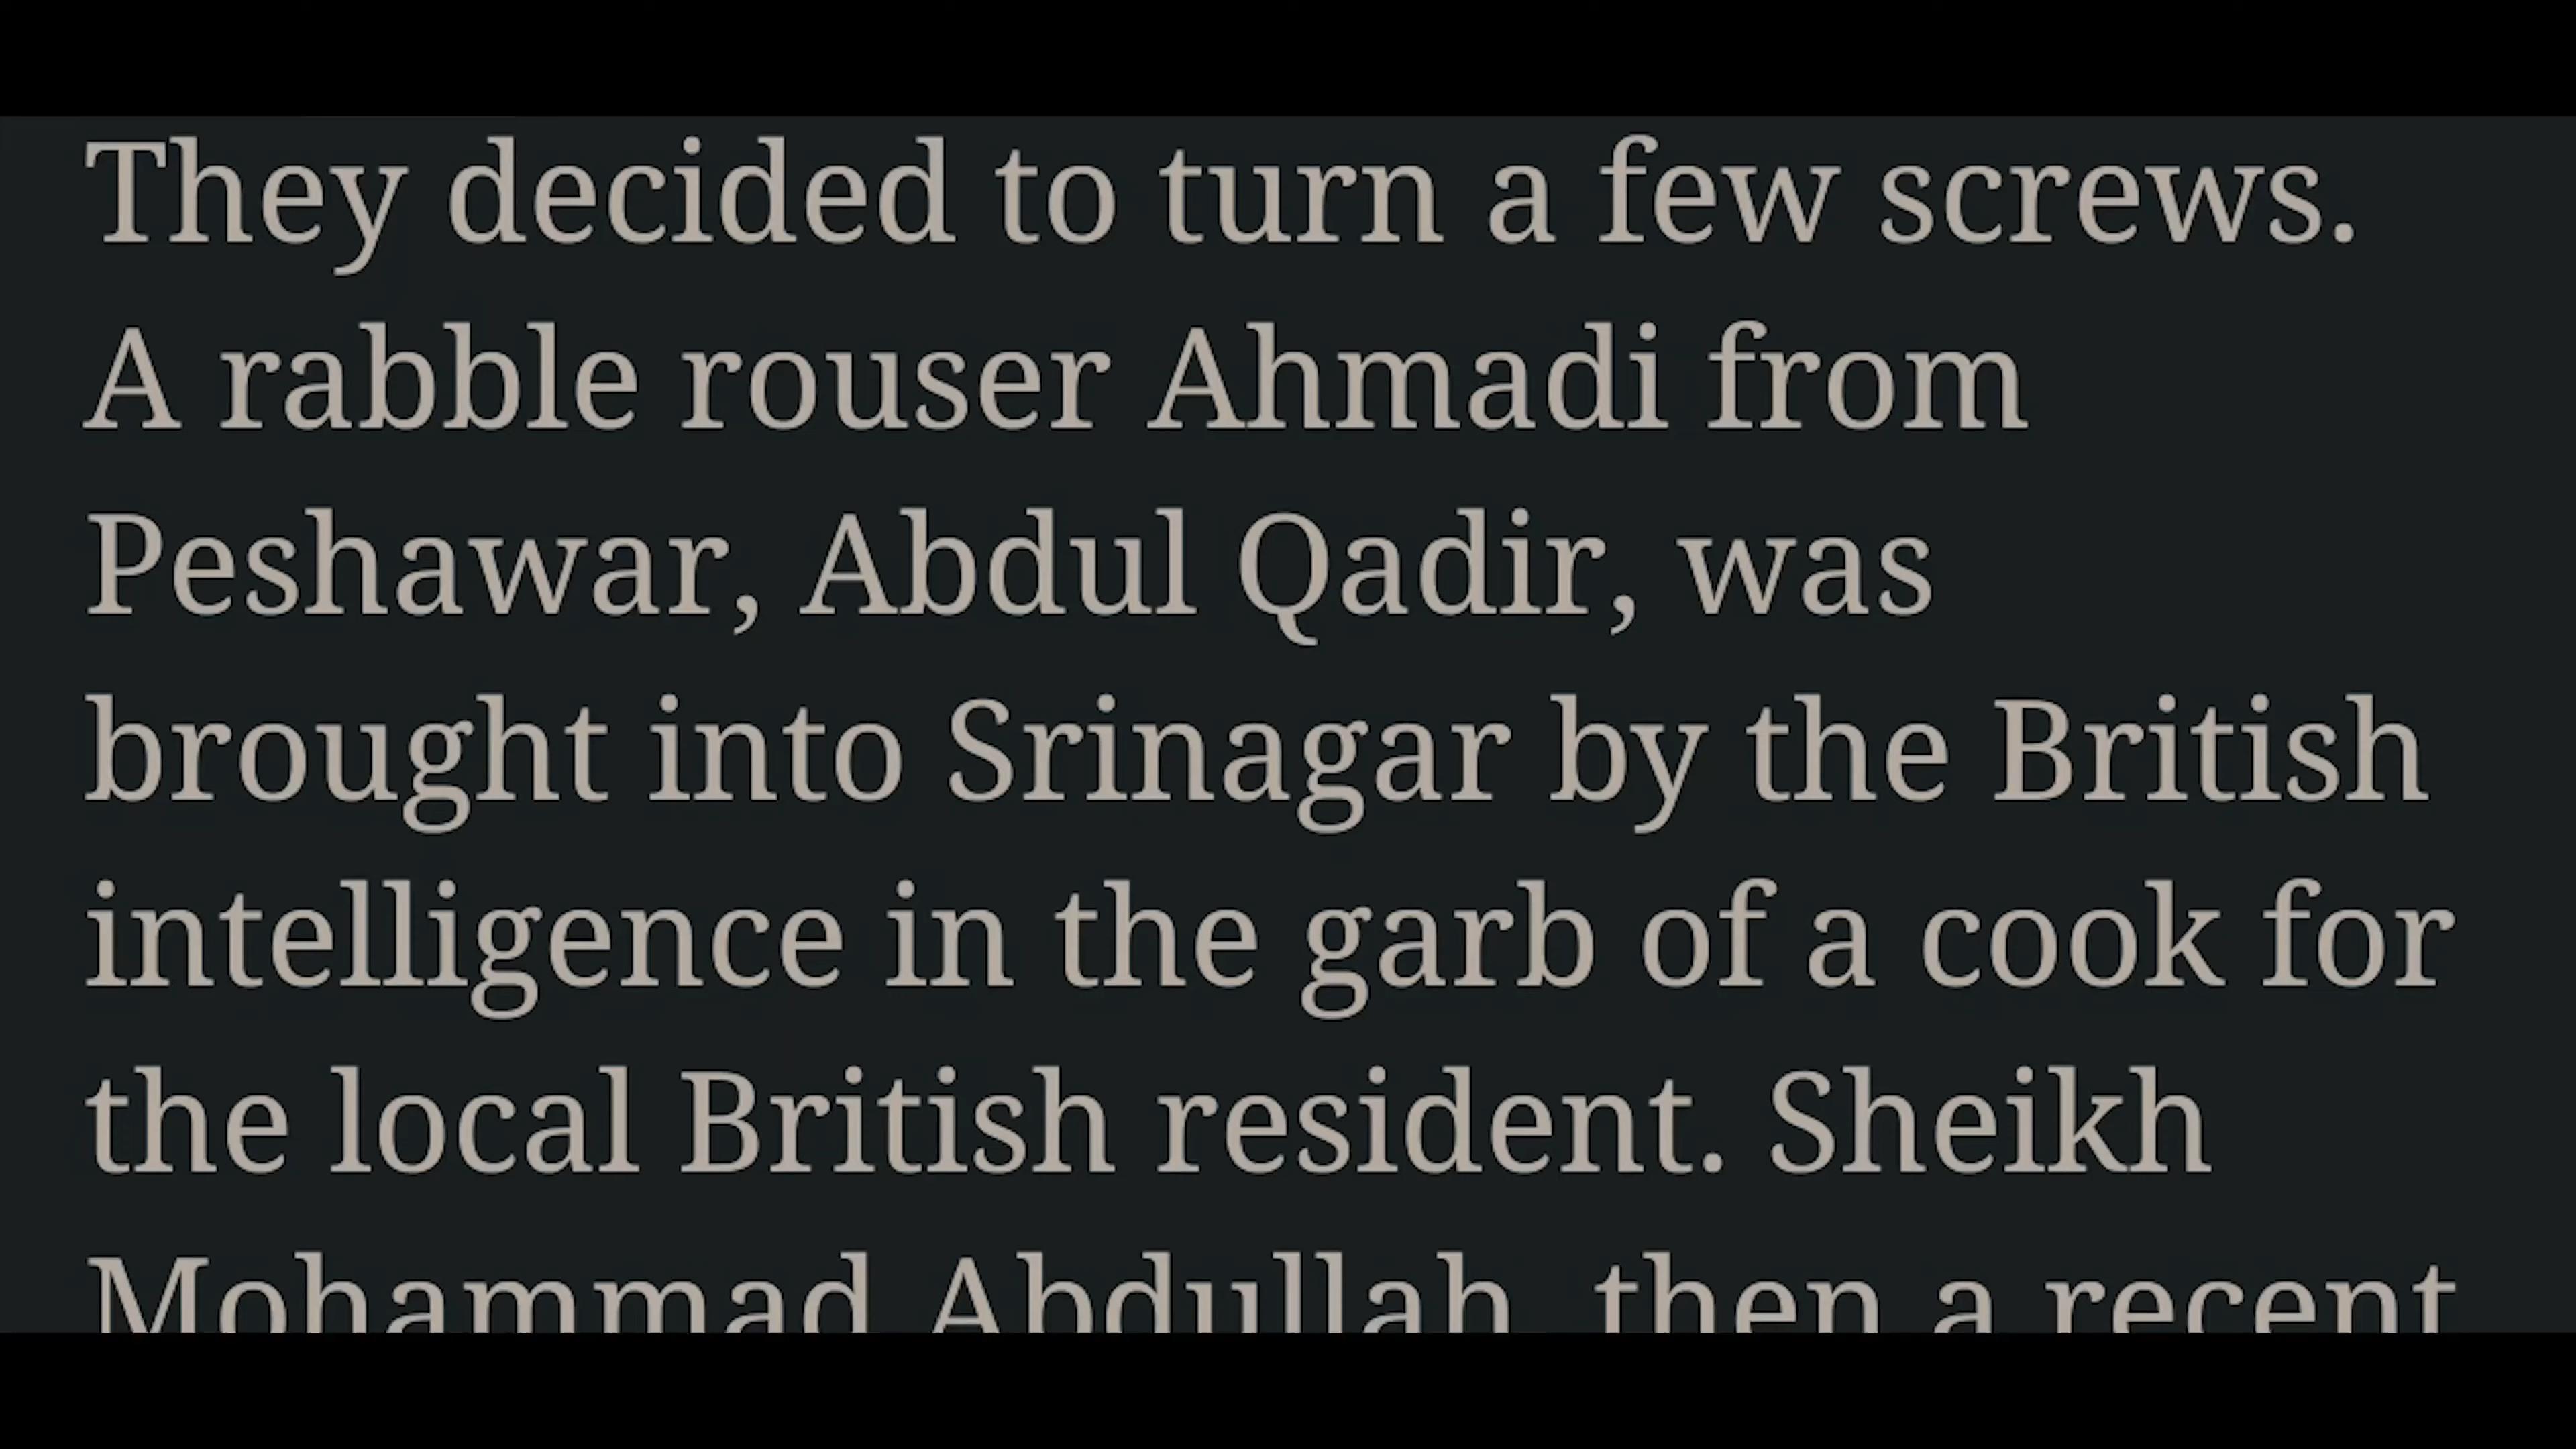 They decided to turn a few screws.
A rabble rouser Ahmadi from
Peshawar, Abdul Qadir, was
brought into Srinagar by the British
intelligence in the garb of a cook for
the local British resident. Sheikh
Mohammad Abdullah, then a recent